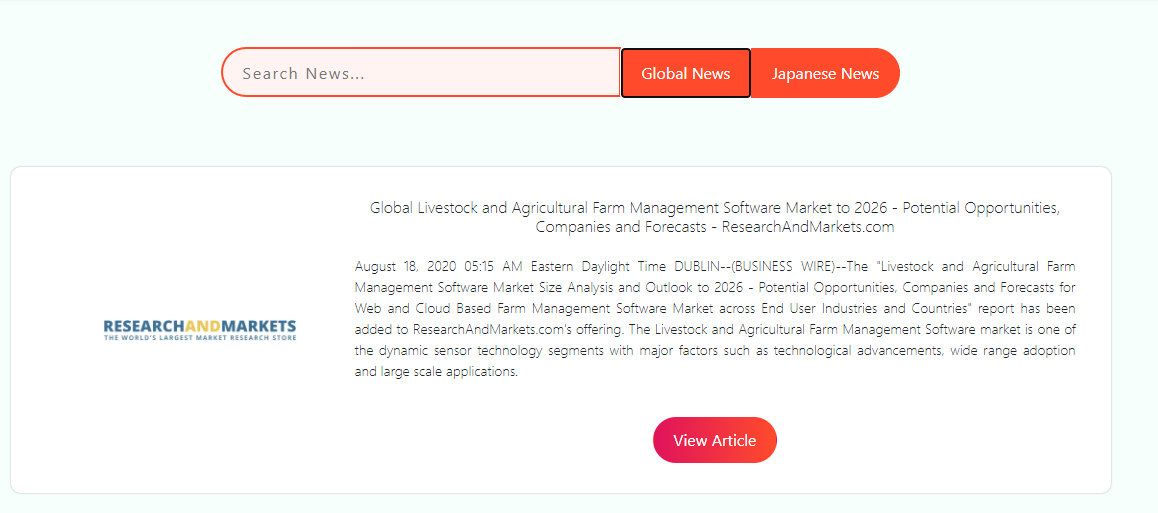 Search News...
Global News
Japanese News
Global Livestock and Agricultural Farm Management Software Market to 2026 - Potential Opportunities,
Companies and Forecasts - ResearchAndMarkets.com
August 18, 2020 05:15 AM Eastern Daylight Time DUBLIN--(BUSINESS WIRE)--The "Livestock and Agricultural Farm
Management Software Market Size Analysis and Outlook to 2026 - Potential Opportunities, Companies and Forecasts for
Web and Cloud Based Farm Management Software Market across End User Industries and Countries" report has been
added to ResearchAndMarkets.com's offering. The Livestock and Agricultural Farm Management Software market is one of
the dynamic sensor technology segments with major factors such as technological advancements, wide range adoption
and large scale applications.
RESEARCHANDMARKETS
THE WORLD'S LARGEST MARKET RESEARCH STORE
View Article